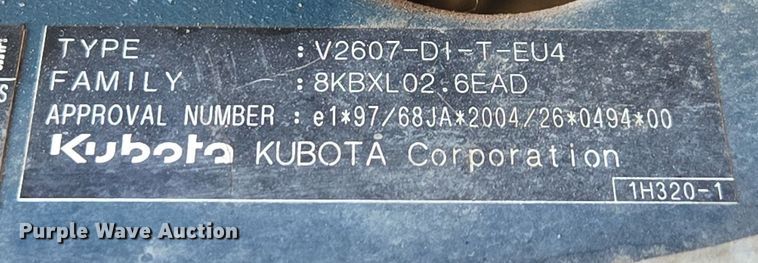 TYPE : V2607-DI-T-EU4
FAMILY : 8KBXL02.6EAD
APPROVAL NUMBER : e1*97/68JA*2004/26*0494*00
Kubota KUBOTA Corporation
1H320-1
Purple Wave Auction